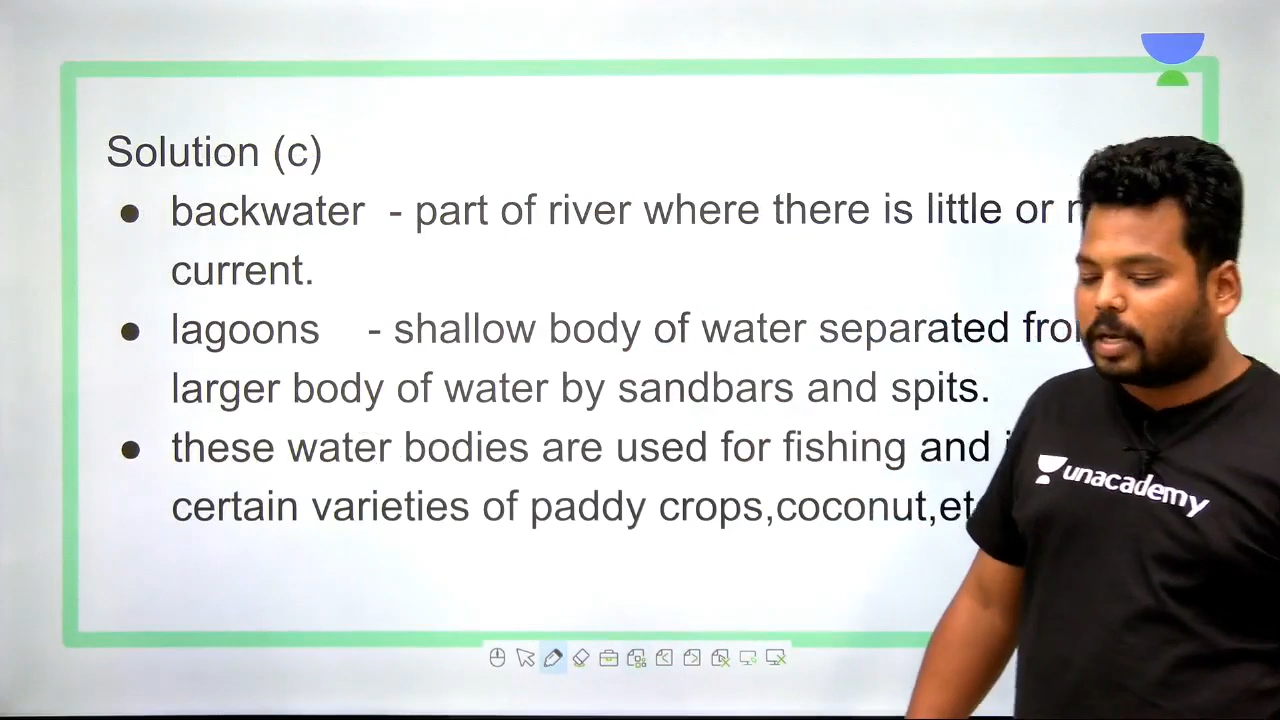 Solution (c)
● backwater - part of river where there is little or
current.
● lagoons - shallow body of water separated
larger body of water by sandbars and spits.
● these water bodies are used for fishing and
certain varieties of paddy crops,coconut,
unacademy